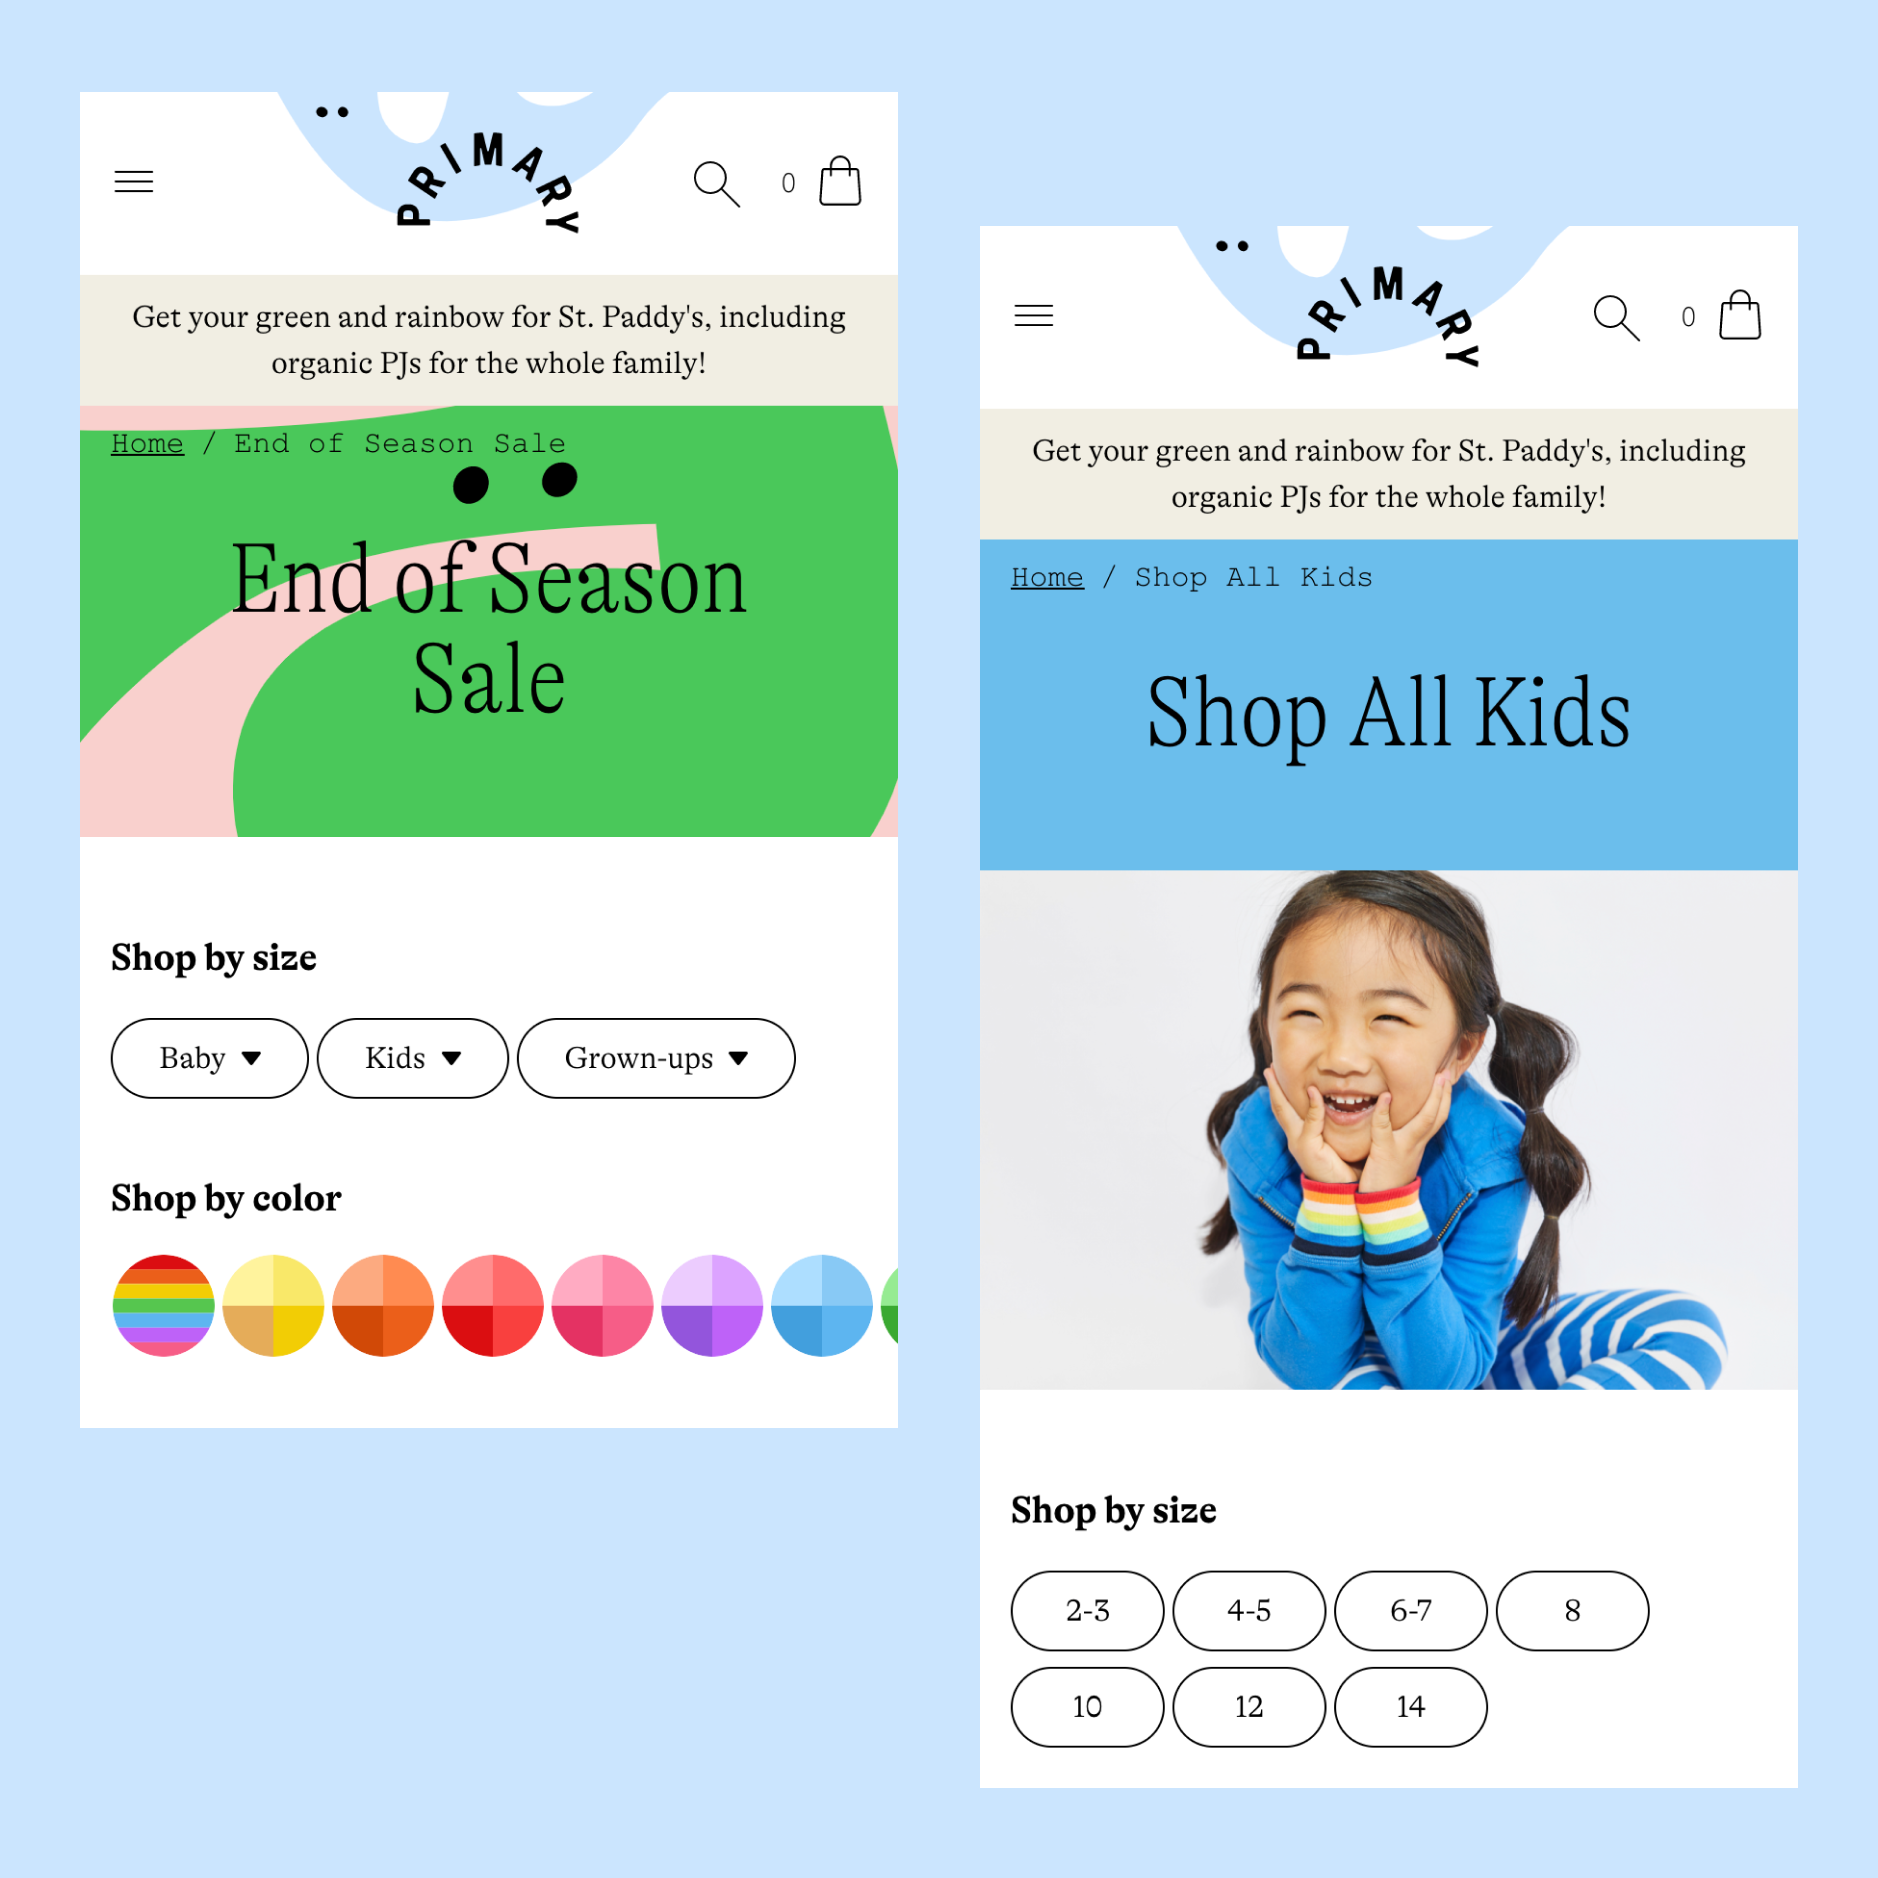 PRIMARY
0
Get your green and rainbow for St. Paddy's, including
organic PJs for the whole family!
Home / End of Season Sale
End of Season
Sale
Shop by size
Baby
Kids
Grown-ups
Shop by color
PRIMARY
0
Get your green and rainbow for St. Paddy's, including
organic PJs for the whole family!
Home / Shop All Kids
Shop All Kids
Shop by size
2-3 4-5 6-7 8
10 12 14